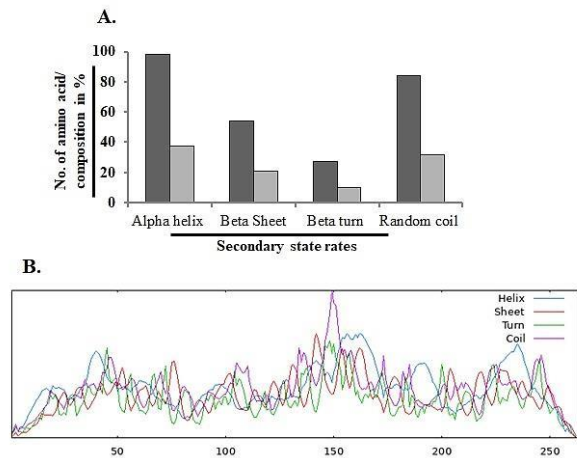 A.
No. of amino acid/
composition in %
100
80
60
40
20
0
Alpha helix Beta Sheet Beta turn Random coil
Secondary state rates
B.
Helix
Sheet
Turn
Coil
50 100 150 200 250